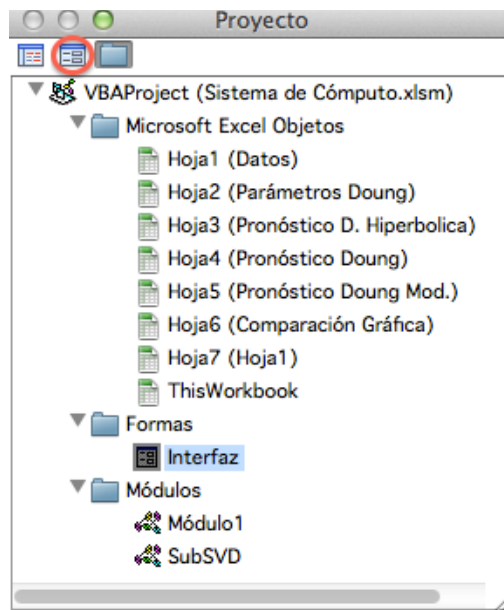 Proyecto
VBAProject (Sistema de Cómputo.xlsm)
Microsoft Excel Objetos
Hoja1 (Datos)
Hoja2 (Parámetros Doung)
Hoja3 (Pronóstico D. Hiperbolica)
Hoja4 (Pronóstico Doung)
Hoja5 (Pronóstico Doung Mod.)
Hoja6 (Comparación Gráfica)
Hoja7 (Hoja1)
ThisWorkbook
Formas
Interfaz
Módulos
Módulo1
SubSVD